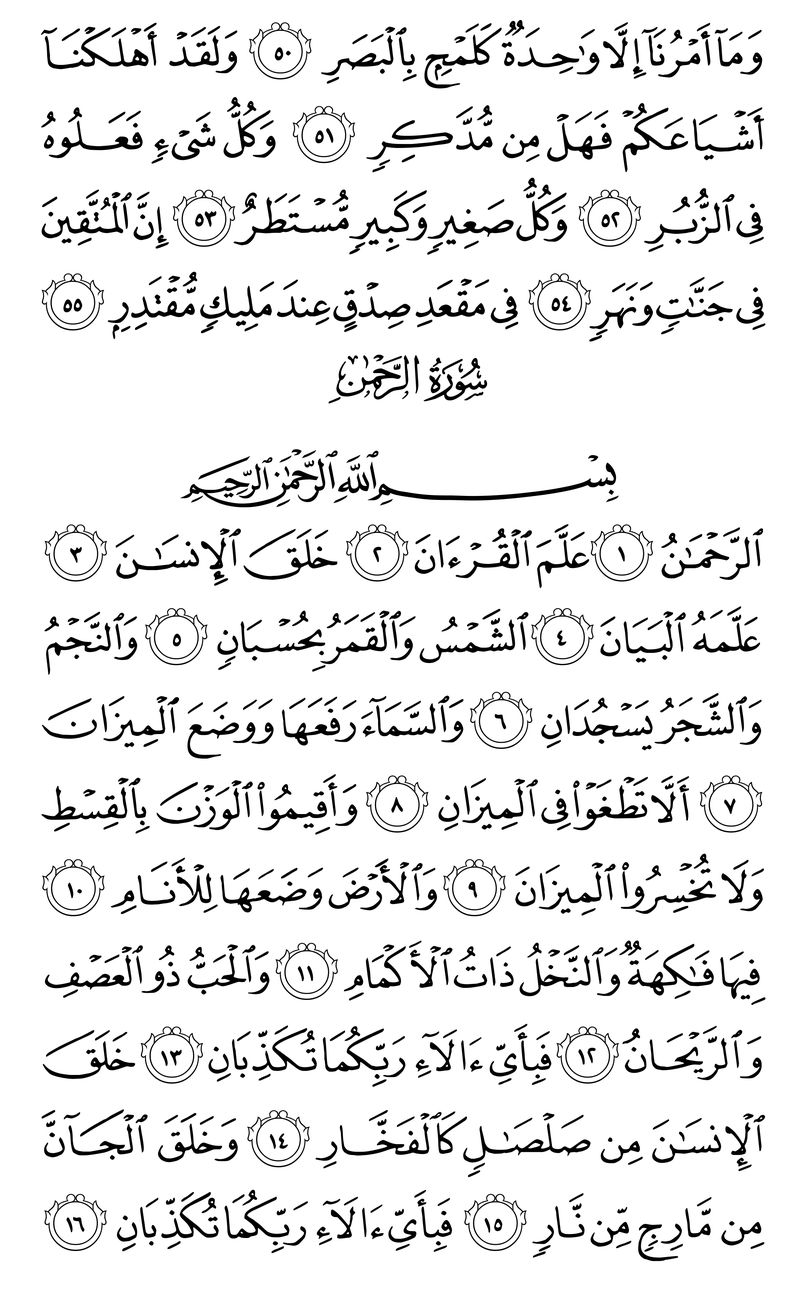 وَمَآ أَمْرُنَآ إِلَّا وَٰحِدَةٌ كَلَمْحٍۭ بِٱلْبَصَرِ ٥٠ وَلَقَدْ أَهْلَكْنَآ
أَشْيَاعَكُمْ فَهَلْ مِن مُّدَّكِرٍ ٥١ وَكُلُّ شَىْءٍ فَعَلُوهُ
فِى ٱلزُّبُرِ ٥٢ وَكُلُّ صَغِيرٍ وَكَبِيرٍ مُّسْتَطَرٌ ٥٣ إِنَّ ٱلْمُتَّقِينَ
فِى جَنَّٰتٍ وَنَهَرٍ ٥٤ فِى مَقْعَدِ صِدْقٍ عِندَ مَلِيكٍ مُّقْتَدِرٍۭ ٥٥
سُورَةُ الرَّحْمَٰن
بِسْمِ ٱللَّهِ ٱلرَّحْمَٰنِ ٱلرَّحِيمِ
ٱلرَّحْمَٰنُ ١ عَلَّمَ ٱلْقُرْءَانَ ٢ خَلَقَ ٱلْإِنسَٰنَ ٣
عَلَّمَهُ ٱلْبَيَانَ ٤ ٱلشَّمْسُ وَٱلْقَمَرُ بِحُسْبَانٍ ٥ وَٱلنَّجْمُ
وَٱلشَّجَرُ يَسْجُدَانِ ٦ وَٱلسَّمَآءَ رَفَعَهَا وَوَضَعَ ٱلْمِيزَانَ
٧ أَلَّا تَطْغَوْا۟ فِى ٱلْمِيزَانِ ٨ وَأَقِيمُوا۟ ٱلْوَزْنَ بِٱلْقِسْطِ
وَلَا تُخْسِرُوا۟ ٱلْمِيزَانَ ٩ وَٱلْأَرْضَ وَضَعَهَا لِلْأَنَامِ ١٠
فِيهَا فَٰكِهَةٌ وَٱلنَّخْلُ ذَاتُ ٱلْأَكْمَامِ ١١ وَٱلْحَبُّ ذُو ٱلْعَصْفِ
وَٱلرَّيْحَانُ ١٢ فَبِأَىِّ ءَالَآءِ رَبِّكُمَا تُكَذِّبَانِ ١٣ خَلَقَ
ٱلْإِنسَٰنَ مِن صَلْصَٰلٍ كَٱلْفَخَّارِ ١٤ وَخَلَقَ ٱلْجَآنَّ
مِن مَّارِجٍ مِّن نَّارٍ ١٥ فَبِأَىِّ ءَالَآءِ رَبِّكُمَا تُكَذِّبَانِ ١٦